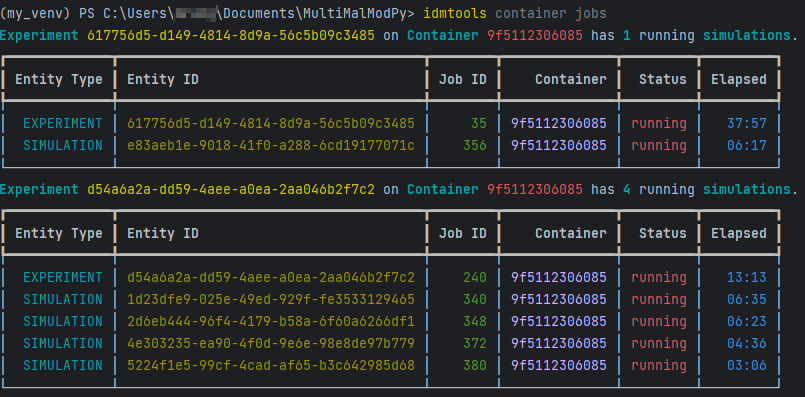 (my_venv) PS C:\Users\ \Documents\MultiMalModPy> idmtools container jobs
Experiment 617756d5-d149-4814-8d9a-56c5b09c3485 on Container 9f5112306085 has 1 running simulations.
Entity Type Entity ID Job ID Container Status Elapsed
EXPERIMENT 617756d5-d149-4814-8d9a-56c5b09c3485 35 9f5112306085 running 37:57
SIMULATION e83aeb1e-9018-41f0-a288-6cd19177071c 356 9f5112306085 running 06:17
Experiment d54a6a2a-dd59-4aee-a0ea-2aa046b2f7c2 on Container 9f5112306085 has 4 running simulations.
Entity Type Entity ID Job ID Container Status Elapsed
EXPERIMENT d54a6a2a-dd59-4aee-a0ea-2aa046b2f7c2 240 9f5112306085 running 13:13
SIMULATION 1d23dfe9-025e-49ed-929f-fe3533129465 340 9f5112306085 running 06:35
SIMULATION 2d6eb444-96f4-4179-b58a-6f60a6266df1 348 9f5112306085 running 06:23
SIMULATION 4e303235-ea90-4f0d-9e6e-98e8de97b779 372 9f5112306085 running 04:36
SIMULATION 5224f1e5-99cf-4cad-af65-b3c642985d68 380 9f5112306085 running 03:06